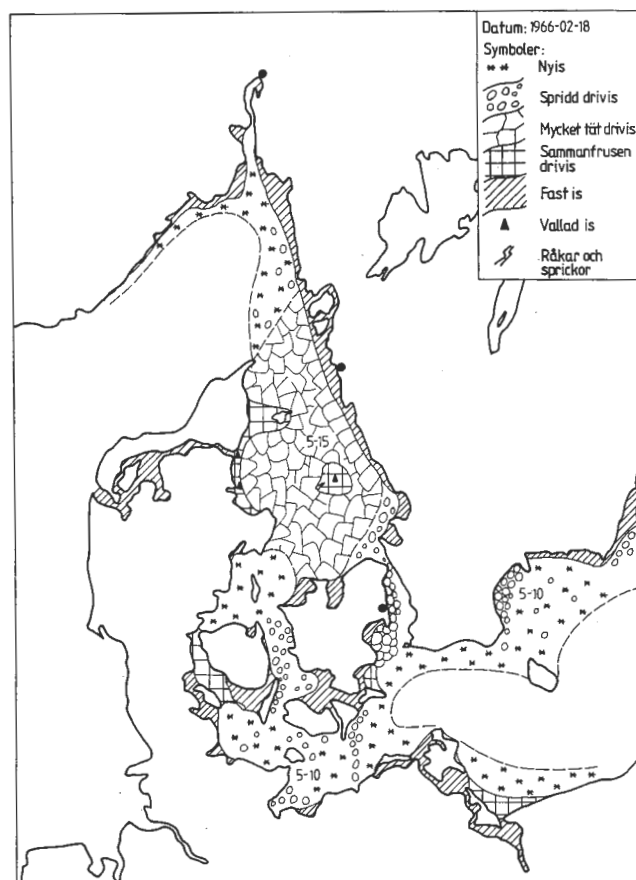 Datum: 1966-02-18
Symboler:
Nyis
Spridd drivis
Mycket tät drivis
Sammanfrusen
drivis
Fast is
Vallad is
Råkar och
sprickor
5-15
5-10
5-10